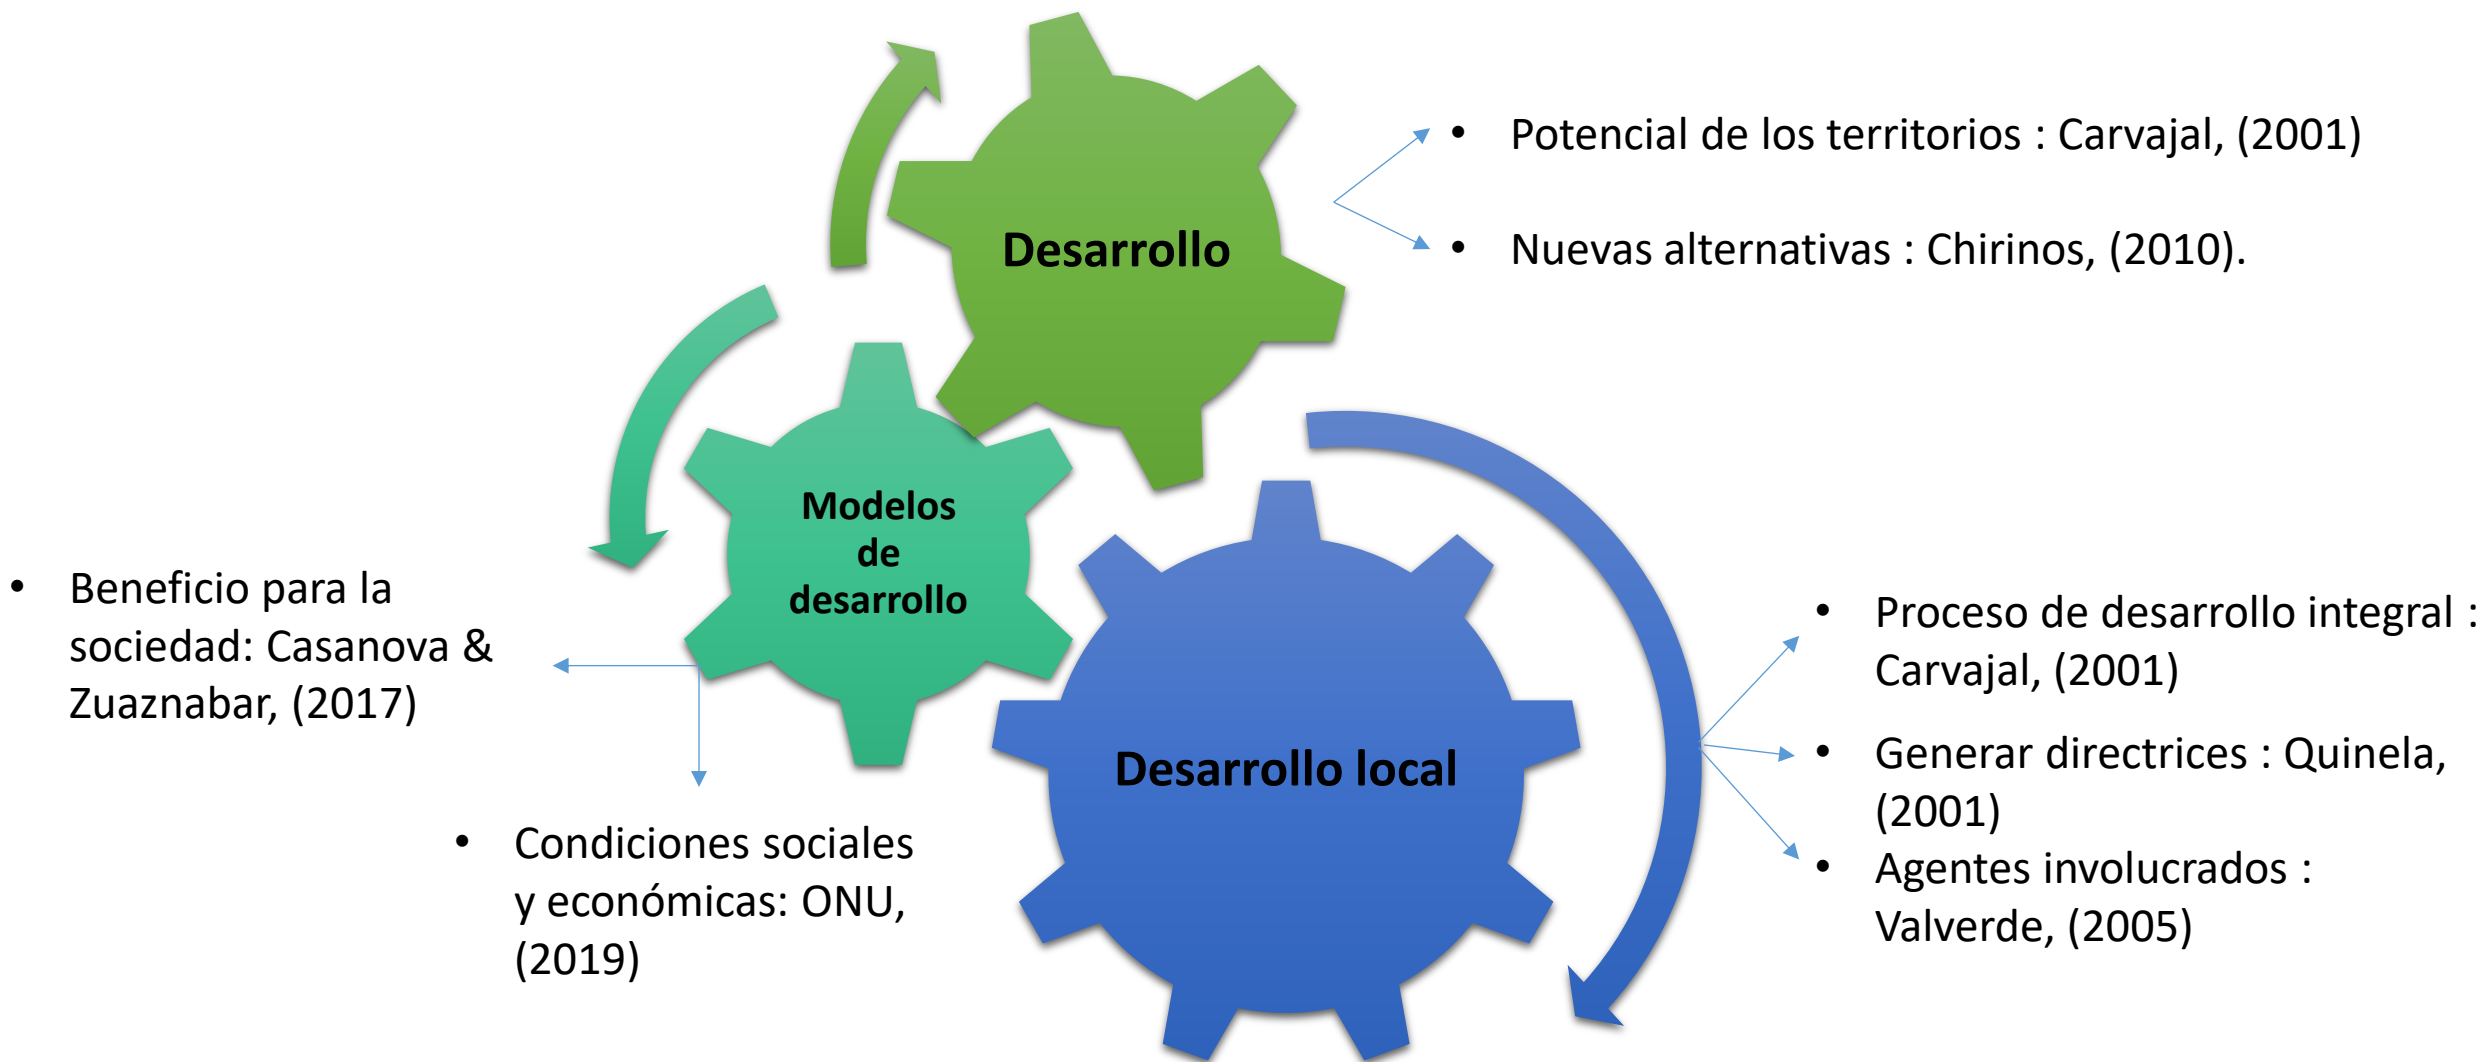 • Potencial de los territorios : Carvajal, (2001)
• Nuevas alternativas : Chirinos, (2010).
Desarrollo
Modelos
de
desarrollo
• Beneficio para la
sociedad: Casanova &
Zuaznabar, (2017)
• Condiciones sociales
y económicas: ONU,
(2019)
Desarrollo local
• Proceso de desarrollo integral :
Carvajal, (2001)
• Generar directrices : Quinela,
(2001)
• Agentes involucrados :
Valverde, (2005)